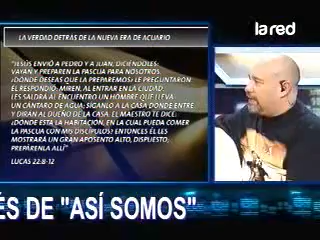 la red
LA VERDAD DETRÁS DE LA NUEVA ERA DE ACUARIO
"JESÚS ENVIÓ A PEDRO Y A JUAN, DICIÉNDOLES:
VAYAN Y PREPAREN LA PASCUA PARA NOSOTROS.
¿DÓNDE DESEAS QUE LA PREPAREMOS? LE PREGUNTARON
ÉL RESPONDIÓ: MIREN, AL ENTRAR EN LA CIUDAD
LES SALDRÁ AL ENCUENTRO UN HOMBRE QUE LLEVA
UN CÁNTARO DE AGUA; SÍGANLO A LA CASA DONDE ENTRE
Y DIRÁN AL DUEÑO DE LA CASA. EL MAESTRO TE DICE:
¿DÓNDE ESTÁ LA HABITACIÓN, EN LA CUAL PUEDA COMER
LA PASCUA CON MIS DISCÍPULOS? ENTONCES ÉL LES
MOSTRARÁ UN GRAN APOSENTO ALTO, DISPUESTO;
PREPÁRENLA ALLÍ"
LUCAS 22:8-12
ÉS DE "ASÍ SOMOS"